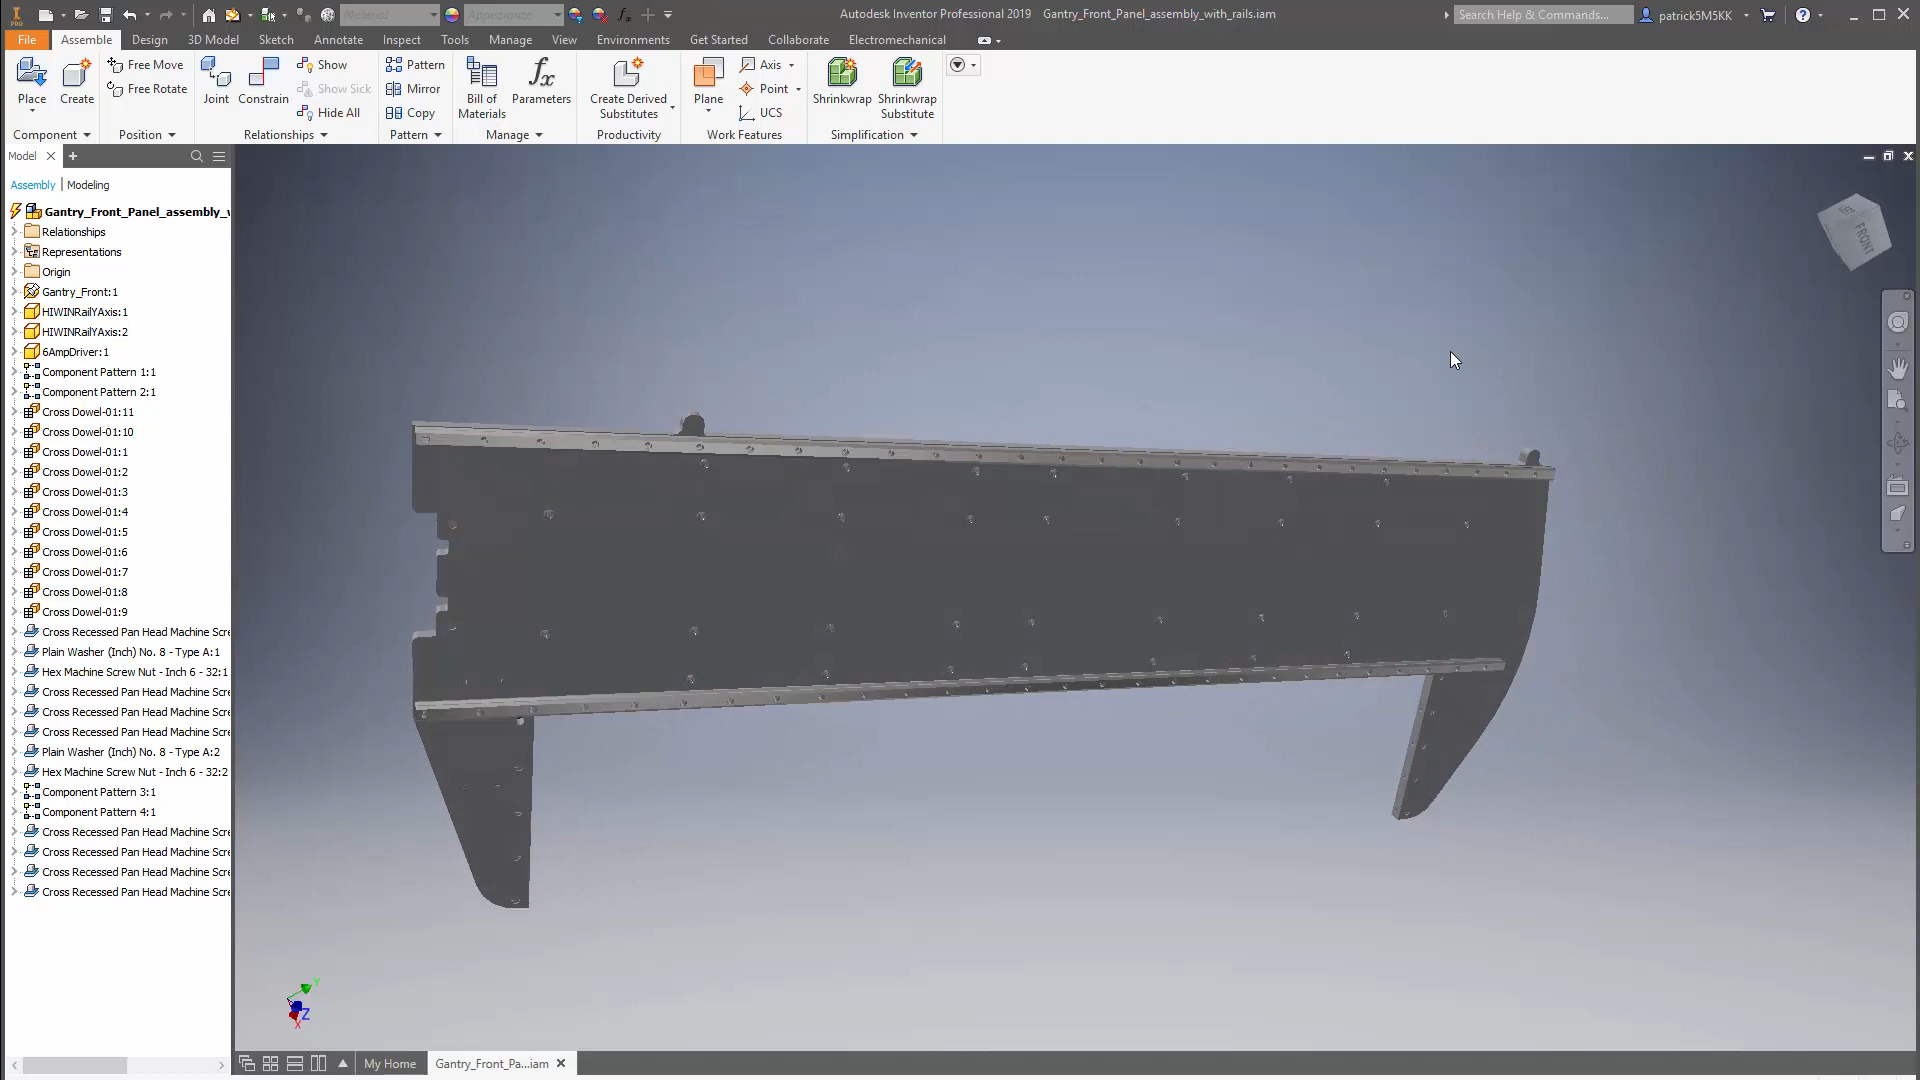 PRO
Material
Appearance
Autodesk Inventor Professional 2019 Gantry_Front_Panel_assembly_with_rails.iam
Search Help & Commands...
patrick5M5KK
File Assemble Design 3D Model Sketch Annotate Inspect Tools Manage View Environments Get Started Collaborate Electromechanical
Place
Create
Component
Free Move
Free Rotate
Position
Joint
Constrain
Show
Show Sick
Hide All
Relationships
Pattern
Mirror
Copy
Pattern
Bill of
Materials
Parameters
Manage
Create Derived
Substitutes
Productivity
Plane
Axis
Point
UCS
Work Features
Shrinkwrap
Shrinkwrap
Substitute
Simplification
Model
Assembly | Modeling
Gantry_Front_Panel_assembly_
Relationships
Representations
Origin
Gantry_Front:1
HIWINRailYAxis:1
HIWINRailYAxis:2
6AmpDriver:1
Component Pattern 1:1
Component Pattern 2:1
Cross Dowel-01:11
Cross Dowel-01:10
Cross Dowel-01:1
Cross Dowel-01:2
Cross Dowel-01:3
Cross Dowel-01:4
Cross Dowel-01:5
Cross Dowel-01:6
Cross Dowel-01:7
Cross Dowel-01:8
Cross Dowel-01:9
Cross Recessed Pan Head Machine Scre
Plain Washer (Inch) No. 8 - Type A:1
Hex Machine Screw Nut - Inch 6 - 32:1
Cross Recessed Pan Head Machine Scre
Cross Recessed Pan Head Machine Scre
Cross Recessed Pan Head Machine Scre
Plain Washer (Inch) No. 8 - Type A:2
Hex Machine Screw Nut - Inch 6 - 32:2
Component Pattern 3:1
Component Pattern 4:1
Cross Recessed Pan Head Machine Scre
Cross Recessed Pan Head Machine Scre
Cross Recessed Pan Head Machine Scre
Cross Recessed Pan Head Machine Scre
FRONT
Y
Z
X
My Home
Gantry_Front_Pa...iam